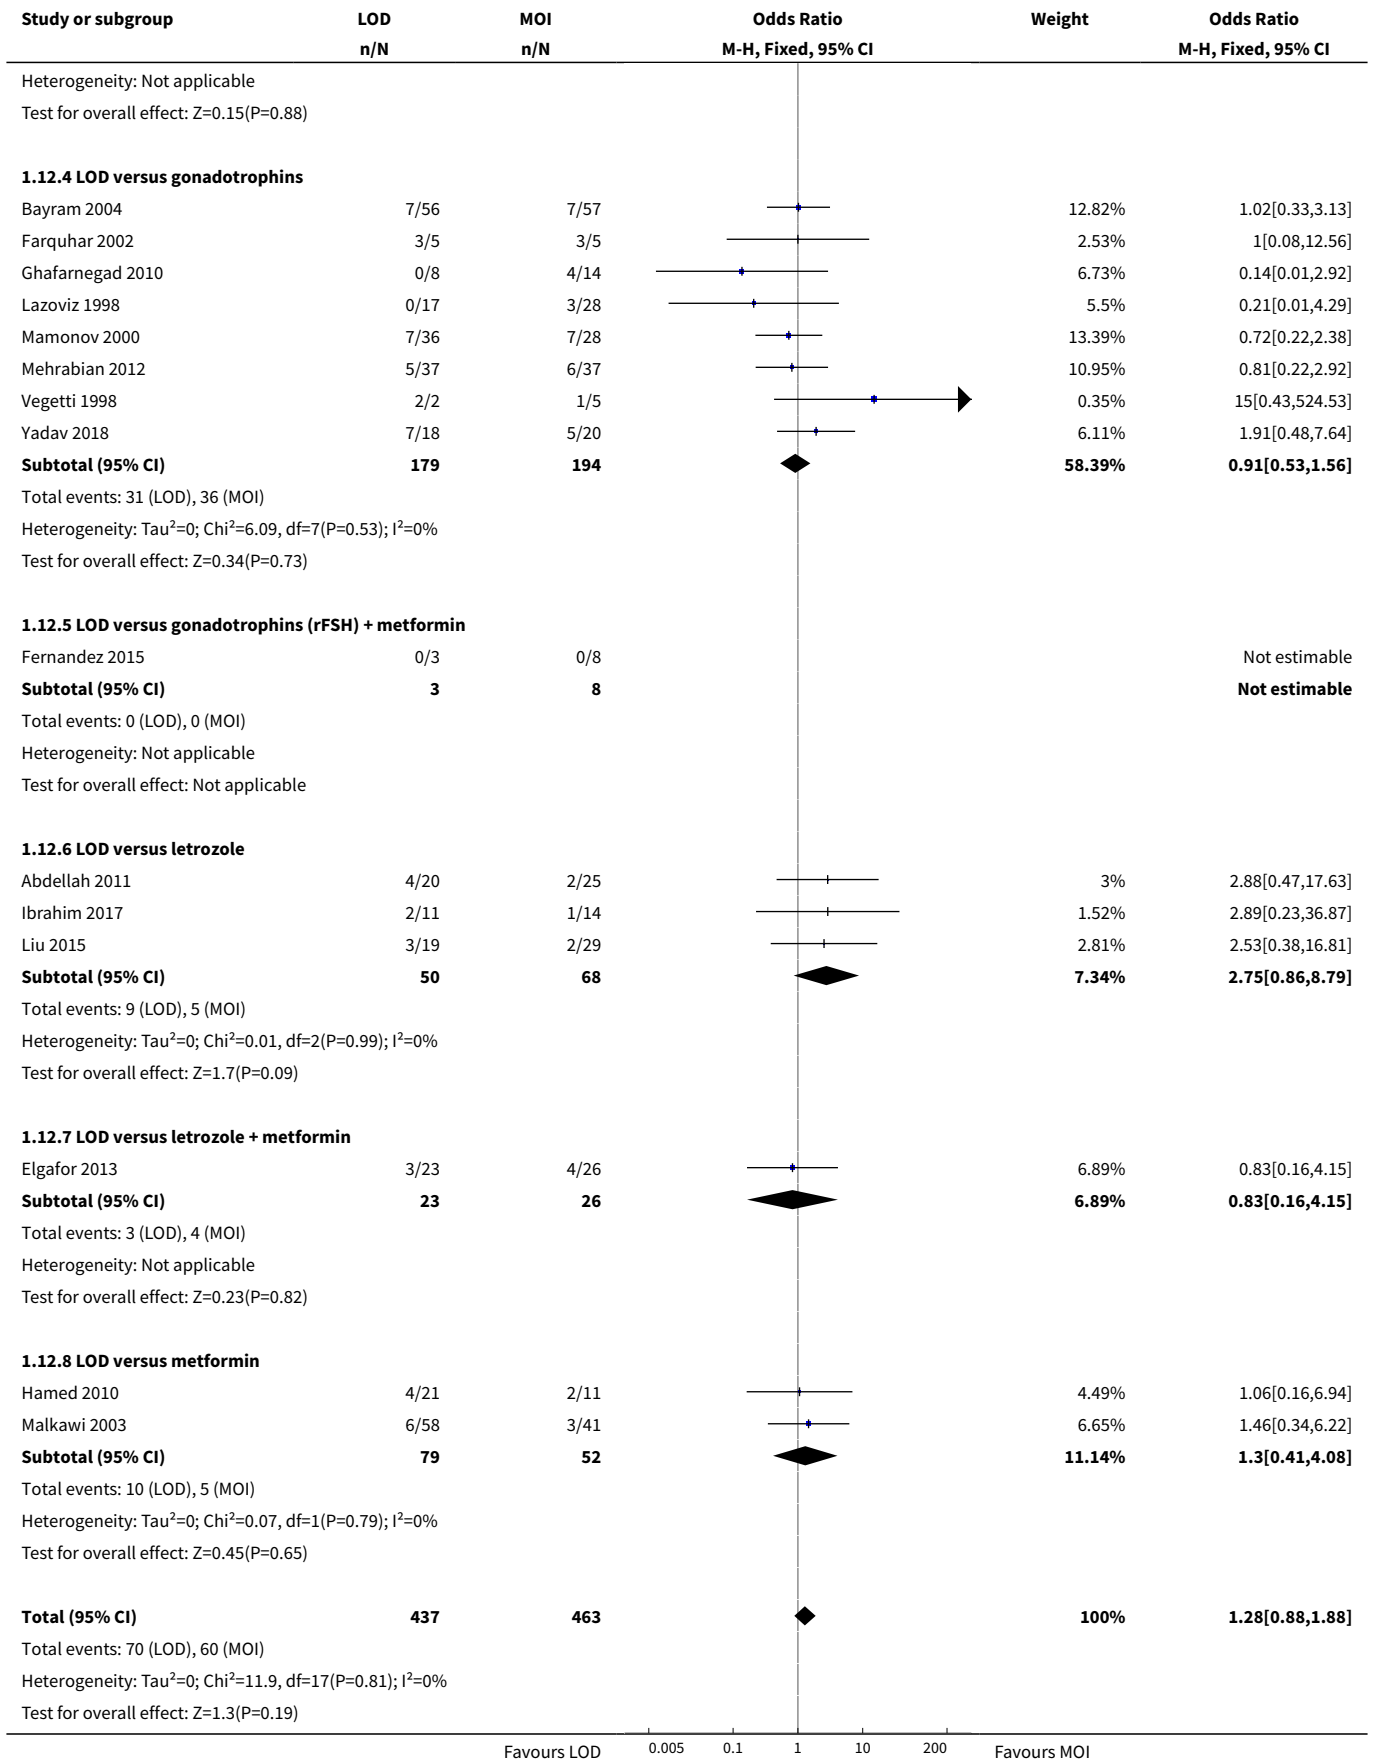 Study or subgroup LOD MOI Odds Ratio Weight Odds Ratio
n/N n/N M-H, Fixed, 95% CI M-H, Fixed, 95% CI
Heterogeneity: Not applicable
Test for overall effect: Z=0.15(P=0.88)
1.12.4 LOD versus gonadotrophins
Bayram 2004 7/56 7/57 12.82% 1.02[0.33,3.13]
Farquhar 2002 3/5 3/5 2.53% 1[0.08,12.56]
Ghafarnegad 2010 0/8 4/14 6.73% 0.14[0.01,2.92]
Lazoviz 1998 0/17 3/28 5.5% 0.21[0.01,4.29]
Mamonov 2000 7/36 7/28 13.39% 0.72[0.22,2.38]
Mehrabian 2012 5/37 6/37 10.95% 0.81[0.22,2.92]
Vegetti 1998 2/2 1/5 0.35% 15[0.43,524.53]
Yadav 2018 7/18 5/20 6.11% 1.91[0.48,7.64]
Subtotal (95% CI) 179 194 58.39% 0.91[0.53,1.56]
Total events: 31 (LOD), 36 (MOI)
Heterogeneity: Tau²=0; Chi²=6.09, df=7(P=0.53); I²=0%
Test for overall effect: Z=0.34(P=0.73)
1.12.5 LOD versus gonadotrophins (rFSH) + metformin
Fernandez 2015 0/3 0/8 Not estimable
Subtotal (95% CI) 3 8 Not estimable
Total events: 0 (LOD), 0 (MOI)
Heterogeneity: Not applicable
Test for overall effect: Not applicable
1.12.6 LOD versus letrozole
Abdellah 2011 4/20 2/25 3% 2.88[0.47,17.63]
Ibrahim 2017 2/11 1/14 1.52% 2.89[0.23,36.87]
Liu 2015 3/19 2/29 2.81% 2.53[0.38,16.81]
Subtotal (95% CI) 50 68 7.34% 2.75[0.86,8.79]
Total events: 9 (LOD), 5 (MOI)
Heterogeneity: Tau²=0; Chi²=0.01, df=2(P=0.99); I²=0%
Test for overall effect: Z=1.7(P=0.09)
1.12.7 LOD versus letrozole + metformin
Elgafor 2013 3/23 4/26 6.89% 0.83[0.16,4.15]
Subtotal (95% CI) 23 26 6.89% 0.83[0.16,4.15]
Total events: 3 (LOD), 4 (MOI)
Heterogeneity: Not applicable
Test for overall effect: Z=0.23(P=0.82)
1.12.8 LOD versus metformin
Hamed 2010 4/21 2/11 4.49% 1.06[0.16,6.94]
Malkawi 2003 6/58 3/41 6.65% 1.46[0.34,6.22]
Subtotal (95% CI) 79 52 11.14% 1.3[0.41,4.08]
Total events: 10 (LOD), 5 (MOI)
Heterogeneity: Tau²=0; Chi²=0.07, df=1(P=0.79); I²=0%
Test for overall effect: Z=0.45(P=0.65)
Total (95% CI) 437 463 100% 1.28[0.88,1.88]
Total events: 70 (LOD), 60 (MOI)
Heterogeneity: Tau²=0; Chi²=11.9, df=17(P=0.81); I²=0%
Test for overall effect: Z=1.3(P=0.19)
Favours LOD 0.005 0.1 1 10 200 Favours MOI